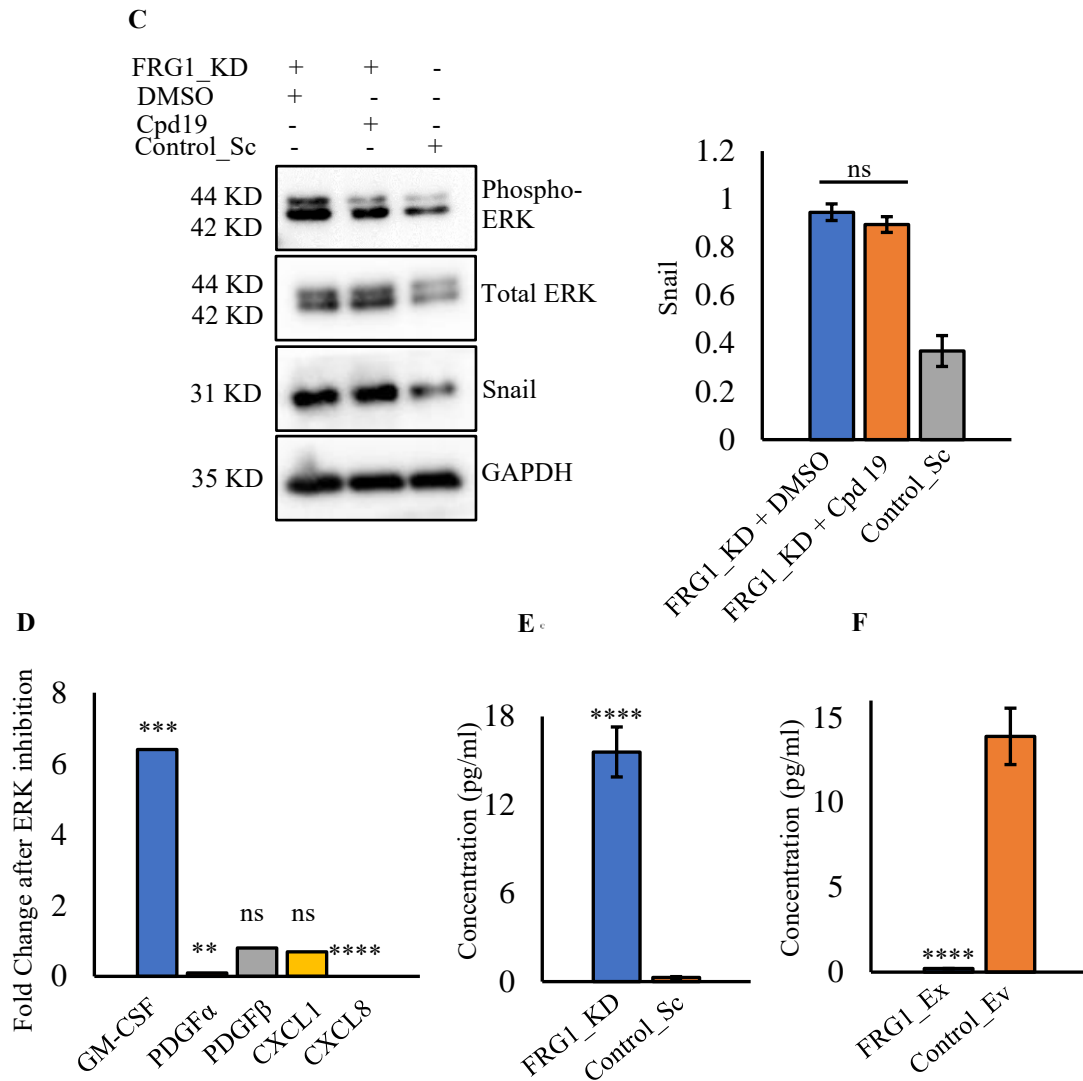 C
FRG1_KD + + -
DMSO + - -
Cpd19 - + -
Control_Sc - - +
44 KD
42 KD
Phospho-
ERK
44 KD
42 KD
Total ERK
31 KD
Snail
35 KD
GAPDH
1.2
1
0.8
0.6
0.4
0.2
0
Snail
ns
FRG1_KD + DMSO
FRG1_KD + Cpd 19
Control_Sc
D
Fold Change after ERK inhibition
8
6
4
2
0
***
**
ns
ns
****
GM-CSF
PDGFα
PDGFβ
CXCL1
CXCL8
E c
Concentration (pg/ml)
18
12
6
0
****
FRG1_KD
Control_Sc
F
Concentration (pg/ml)
15
10
5
0
****
FRG1_Ex
Control_Ev